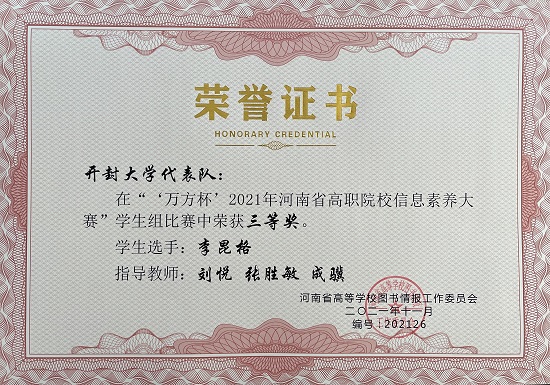 荣誉证书
HONORARY CREDENTIAL
开封大学代表队：
在“‘万方杯’2021年河南省高职院校信息素养大
赛”学生组比赛中荣获三等奖。
学生选手：李昆格
指导教师：刘悦 张胜敏 成骥
河南省高等学校图书情报工作委员会
二〇二一年十一月
编号：202126